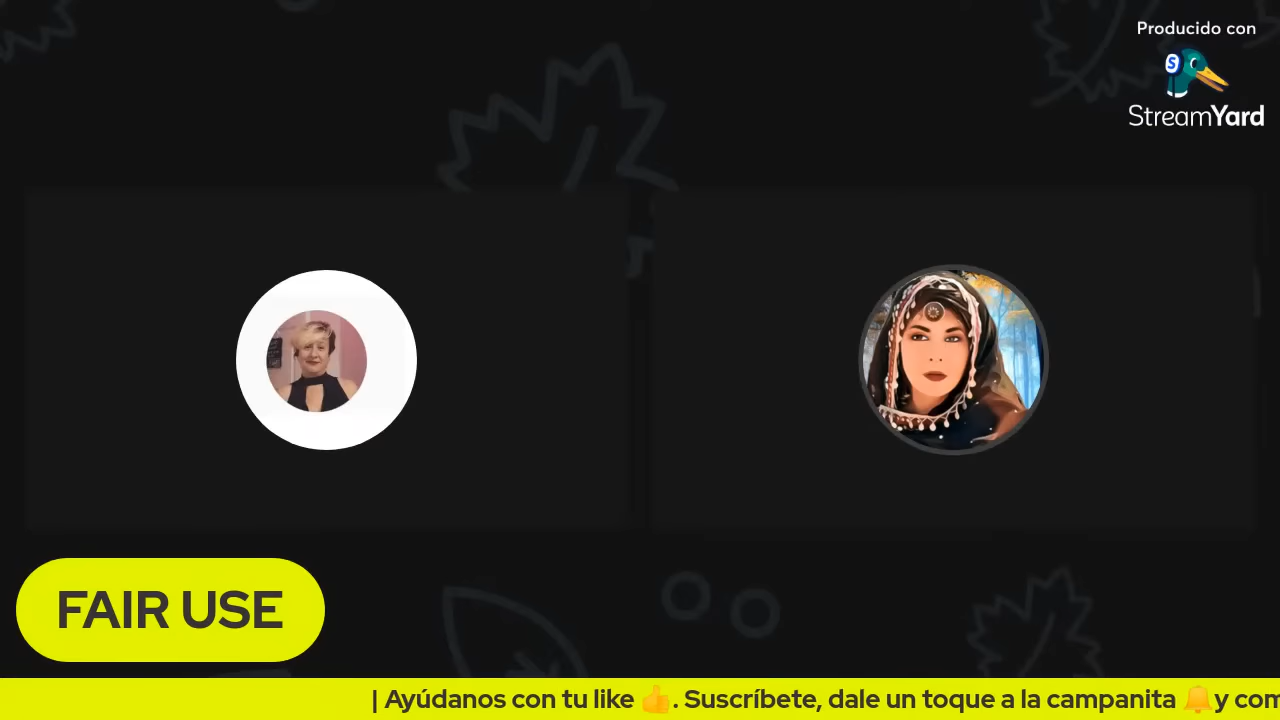 Producido con
S
StreamYard
FAIR USE
| Ayúdanos con tu like 👍. Suscríbete, dale un toque a la campanita 🔔y com